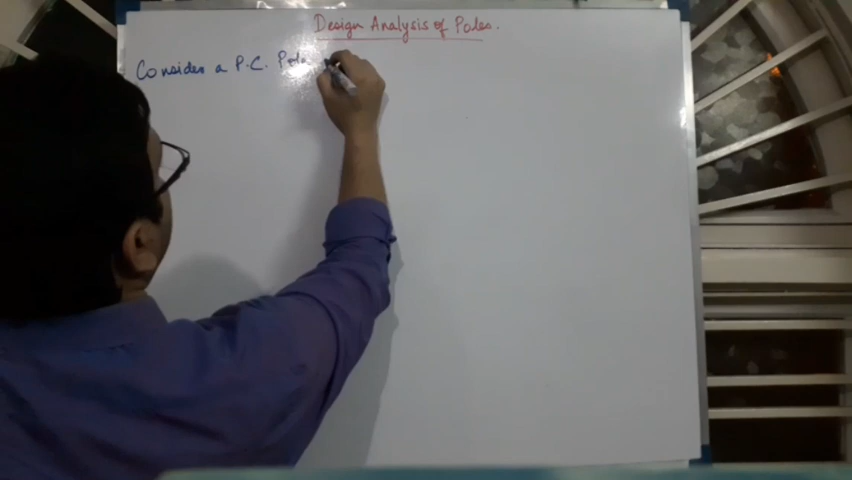 Design Analysis of Poles.
Consider a P.C. Pole